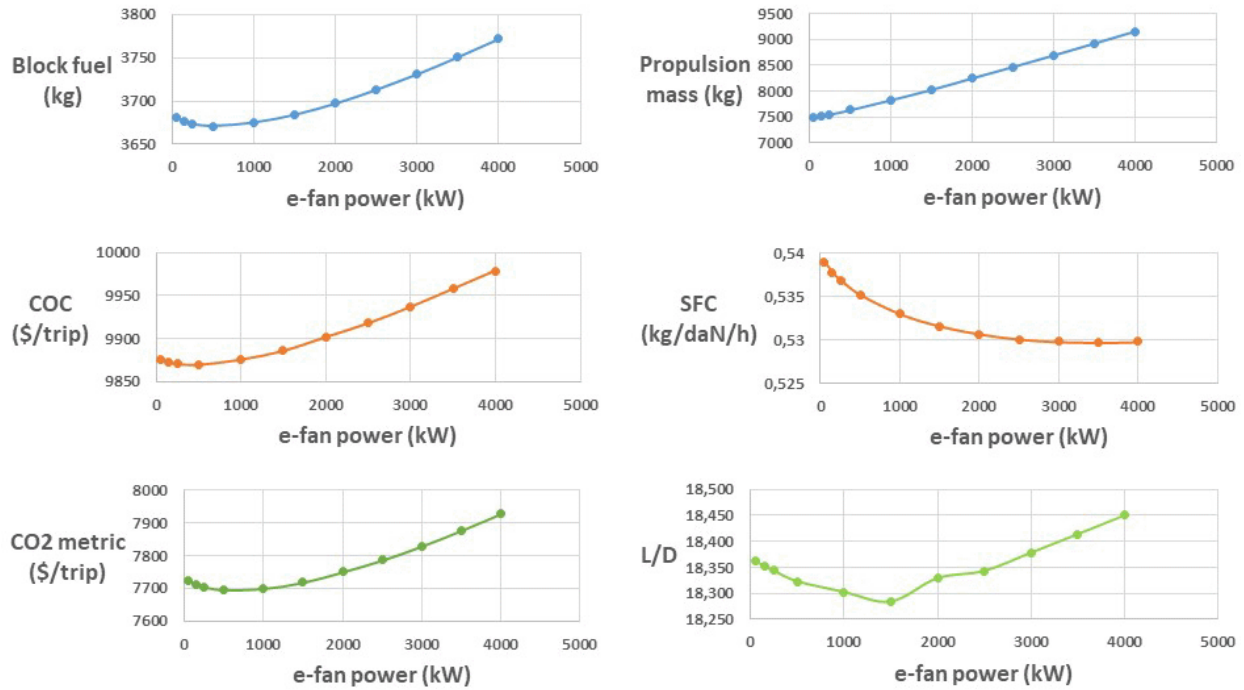 Block fuel
(kg)
3800
3750
3700
3650
0 1000 2000 3000 4000 5000
e-fan power (kW)
Propulsion
mass (kg)
9500
9000
8500
8000
7500
7000
0 1000 2000 3000 4000 5000
e-fan power (kW)
COC
($/trip)
10000
9950
9900
9850
0 1000 2000 3000 4000 5000
e-fan power (kW)
SFC
(kg/daN/h)
0,54
0,535
0,53
0,525
0 1000 2000 3000 4000 5000
e-fan power (kW)
CO2 metric
($/trip)
8000
7900
7800
7700
7600
0 1000 2000 3000 4000 5000
e-fan power (kW)
L/D
18,500
18,450
18,400
18,350
18,300
18,250
0 1000 2000 3000 4000 5000
e-fan power (kW)